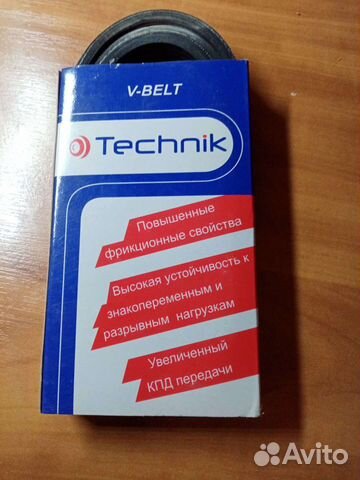 V-BELT
Technik
Повышенные
фрикционные свойства
Высокая устойчивость к
знакопеременным и
разрывным нагрузкам
Увеличенный
КПД передачи
Avito